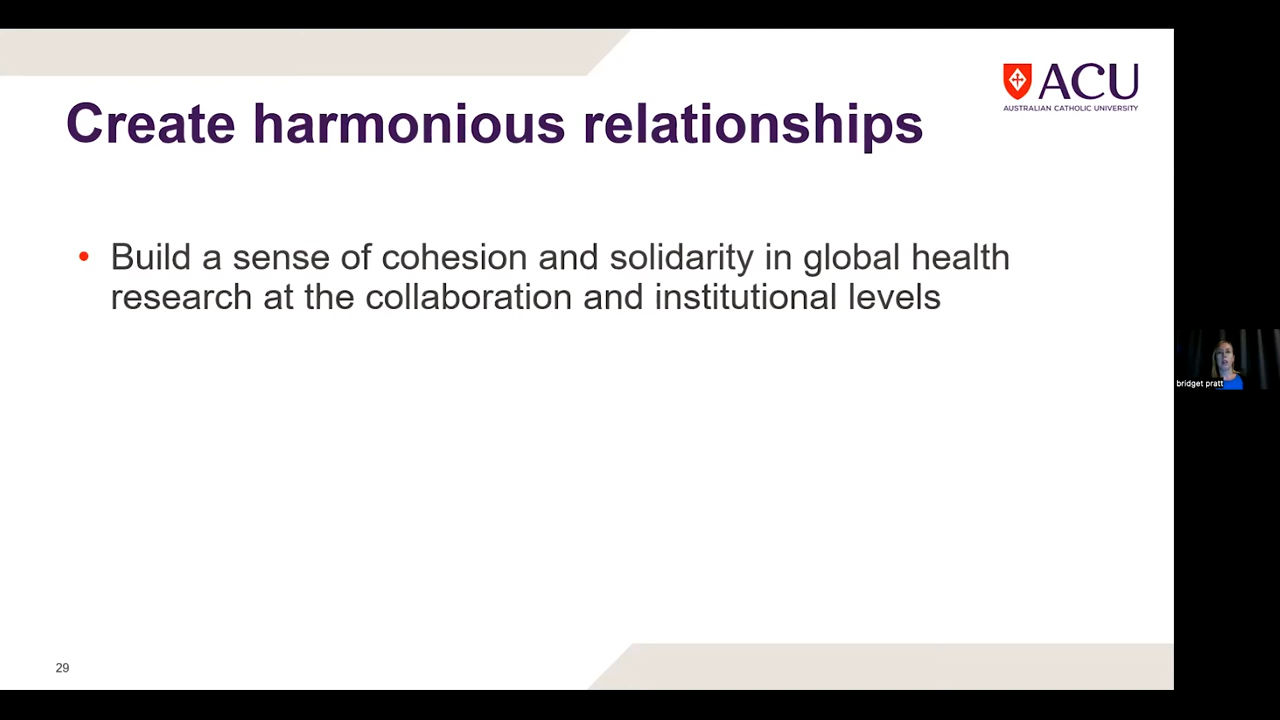 ACU
AUSTRALIAN CATHOLIC UNIVERSITY
Create harmonious relationships
• Build a sense of cohesion and solidarity in global health
research at the collaboration and institutional levels
bridget pratt
29